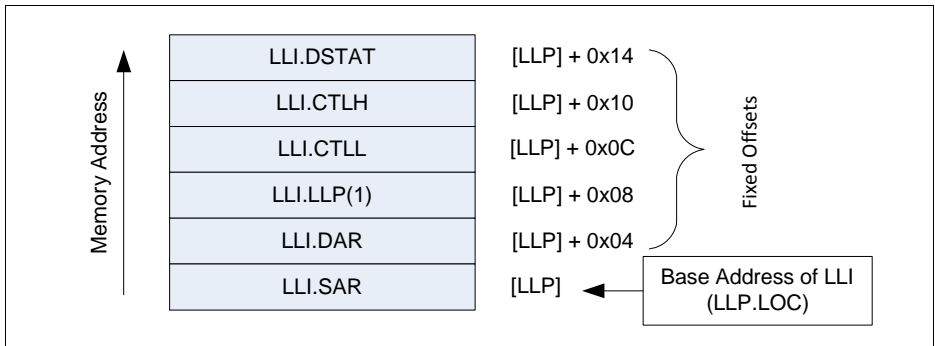 Memory Address
LLI.DSTAT [LLP] + 0x14
LLI.CTLH [LLP] + 0x10
LLI.CTLL [LLP] + 0x0C
LLI.LLP(1) [LLP] + 0x08
LLI.DAR [LLP] + 0x04
LLI.SAR [LLP]
Fixed Offsets
Base Address of LLI
(LLP.LOC)